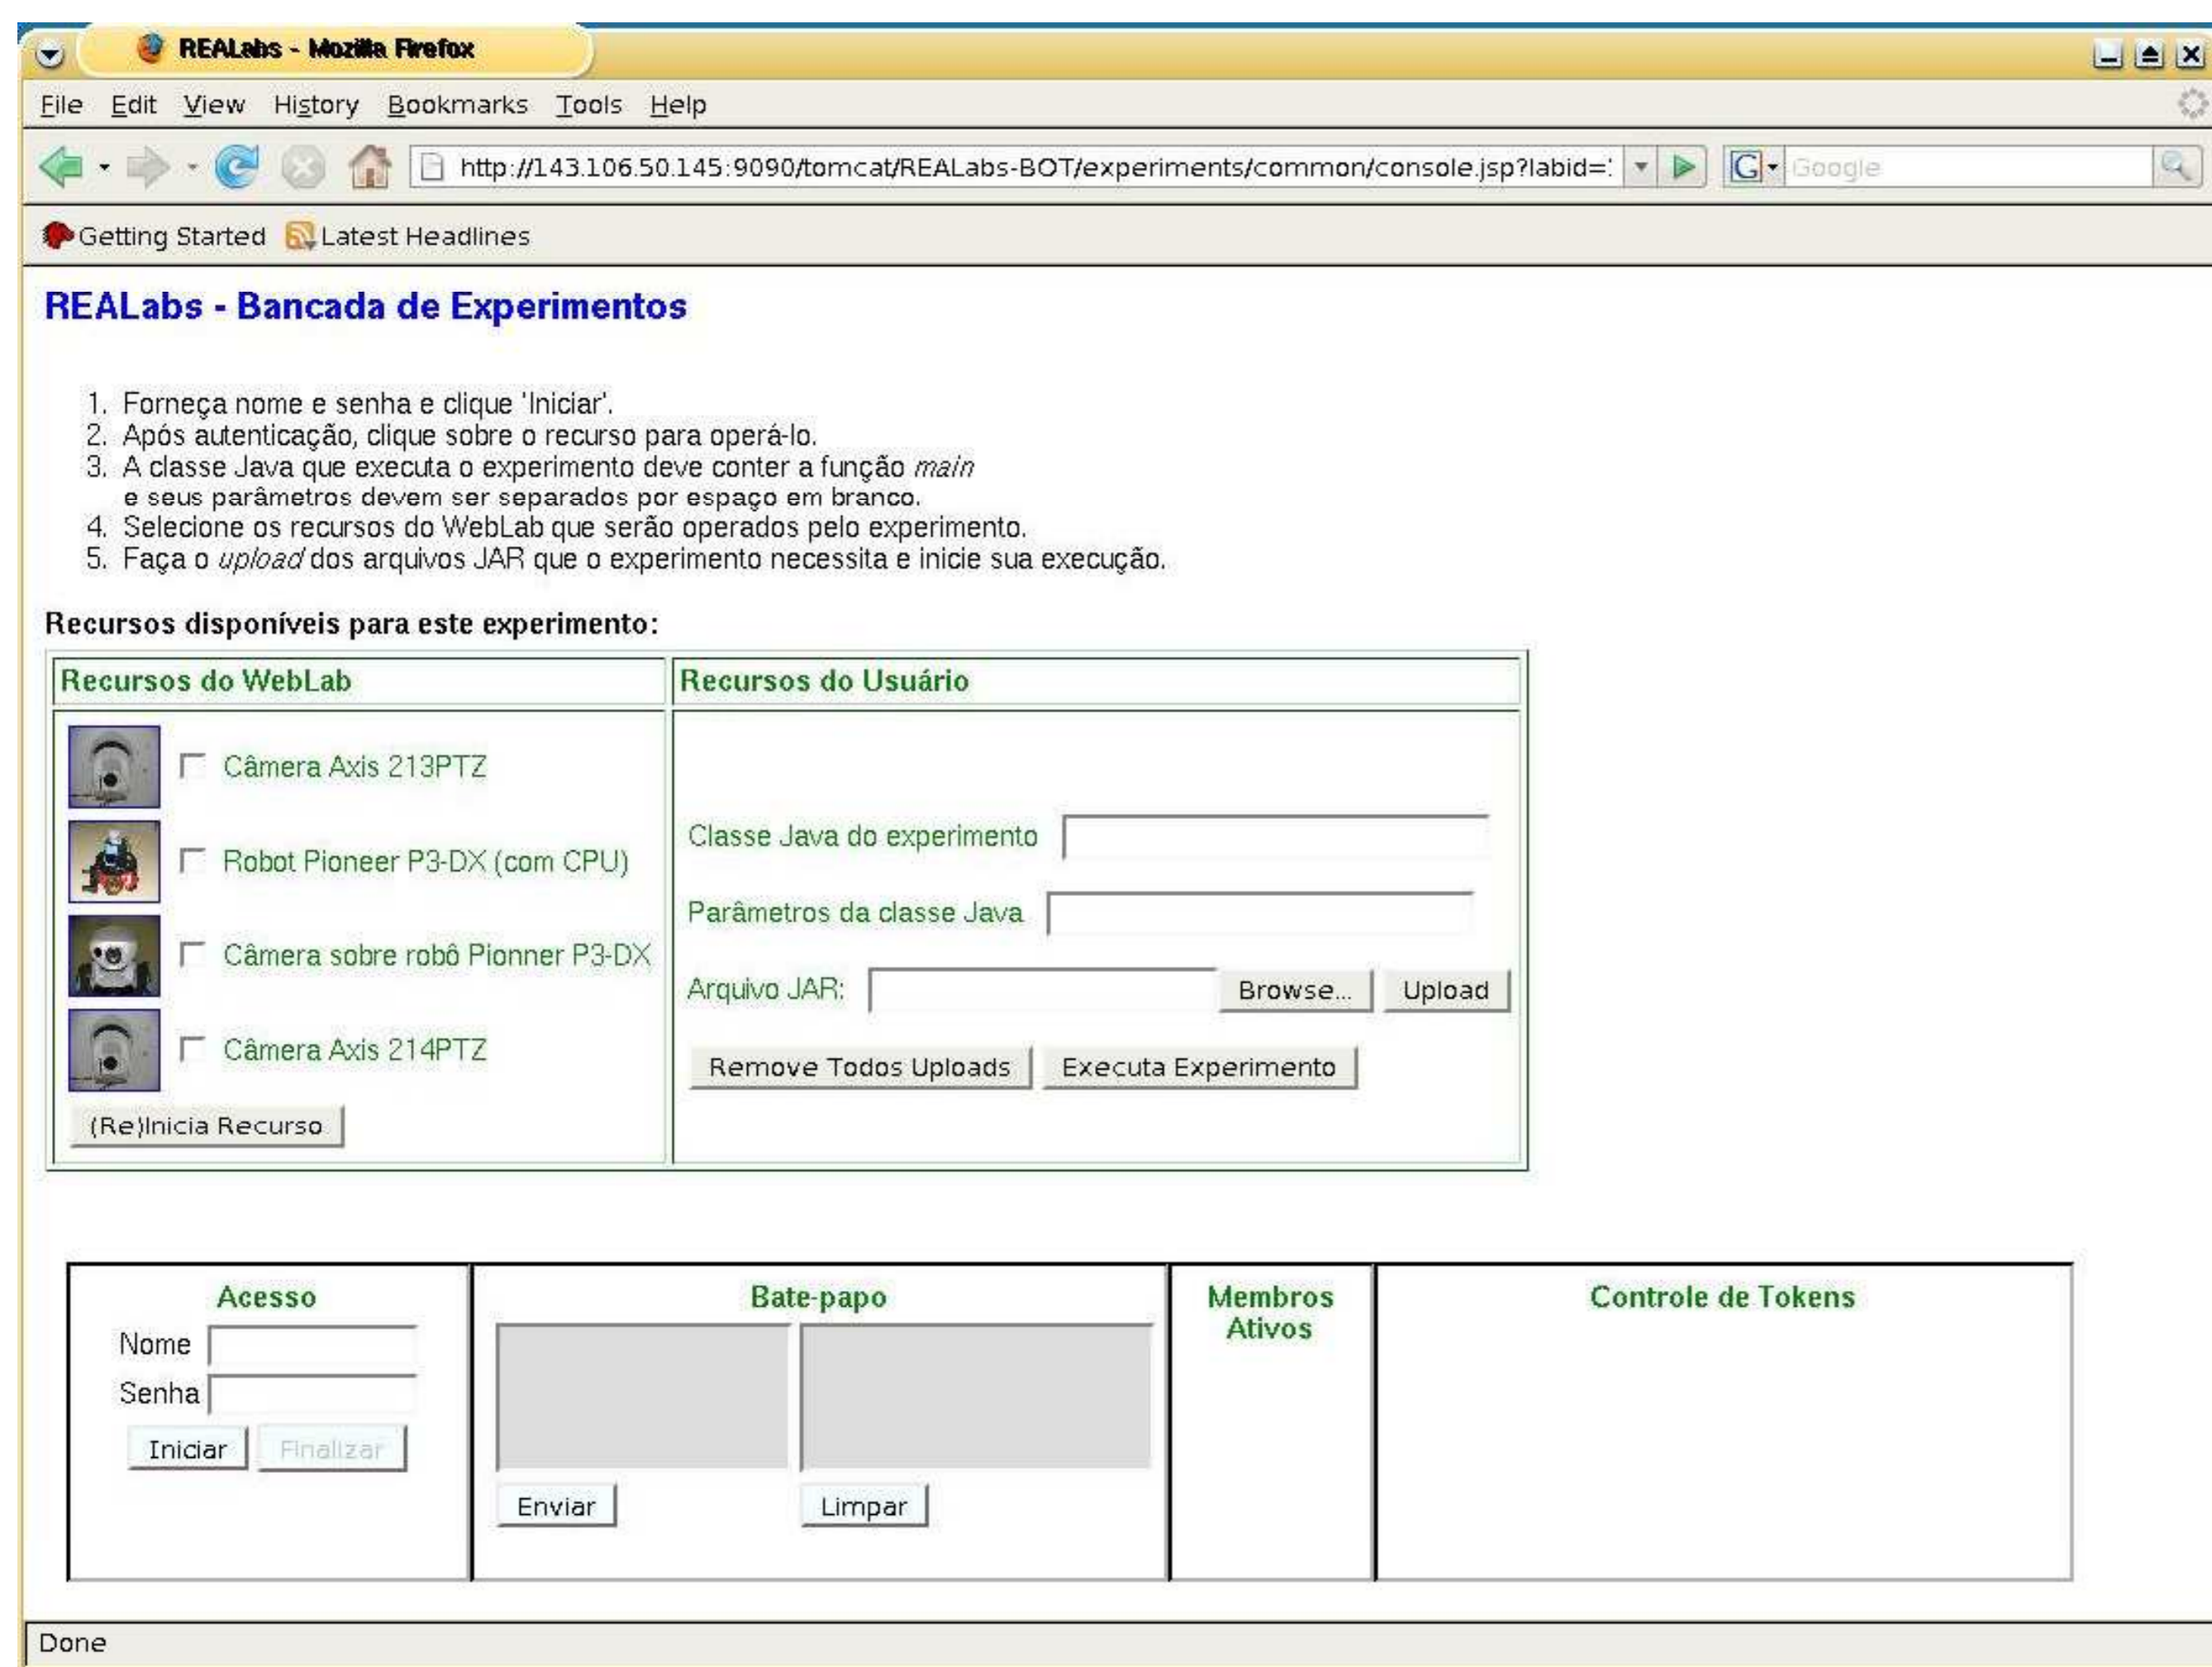 REALabs - Mozilla Firefox
File Edit View History Bookmarks Tools Help
http://143.106.50.145:9090/tomcat/REALabs-BOT/experiments/common/console.jsp?labid=: G Google
Getting Started Latest Headlines
REALabs - Bancada de Experimentos
1. Forneça nome e senha e clique 'Iniciar'.
2. Após autenticação, clique sobre o recurso para operá-lo.
3. A classe Java que executa o experimento deve conter a função main
e seus parâmetros devem ser separados por espaço em branco.
4. Selecione os recursos do WebLab que serão operados pelo experimento.
5. Faça o upload dos arquivos JAR que o experimento necessita e inicie sua execução.
Recursos disponíveis para este experimento:
Recursos do WebLab
Câmera Axis 213PTZ
Robot Pioneer P3-DX (com CPU)
Câmera sobre robô Pionner P3-DX
Câmera Axis 214PTZ
(Re)Inicia Recurso
Recursos do Usuário
Classe Java do experimento
Parâmetros da classe Java
Arquivo JAR: Browse... Upload
Remove Todos Uploads Executa Experimento
Acesso
Nome
Senha
Iniciar Finalizar
Bate-papo
Enviar Limpar
Membros
Ativos
Controle de Tokens
Done